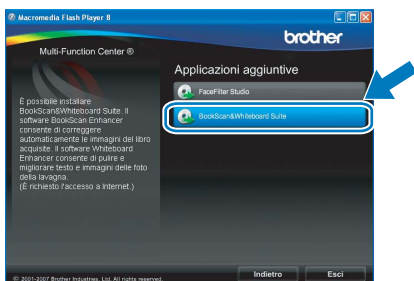 Macromedia Flash Player 8
brother
Multi-Function Center ®
Applicazioni aggiuntive
FaceFilter Studio
BookScan&Whiteboard Suite
È possibile installare
BookScan&Whiteboard Suite. Il
software BookScan Enhancer
consente di correggere
automaticamente le immagini del libro
acquisite. Il software Whiteboard
Enhancer consente di pulire e
migliorare testo e immagini delle foto
della lavagna.
(È richiesto l'accesso a Internet.)
© 2001-2007 Brother Industries, Ltd. All rights reserved.
Indietro
Esci